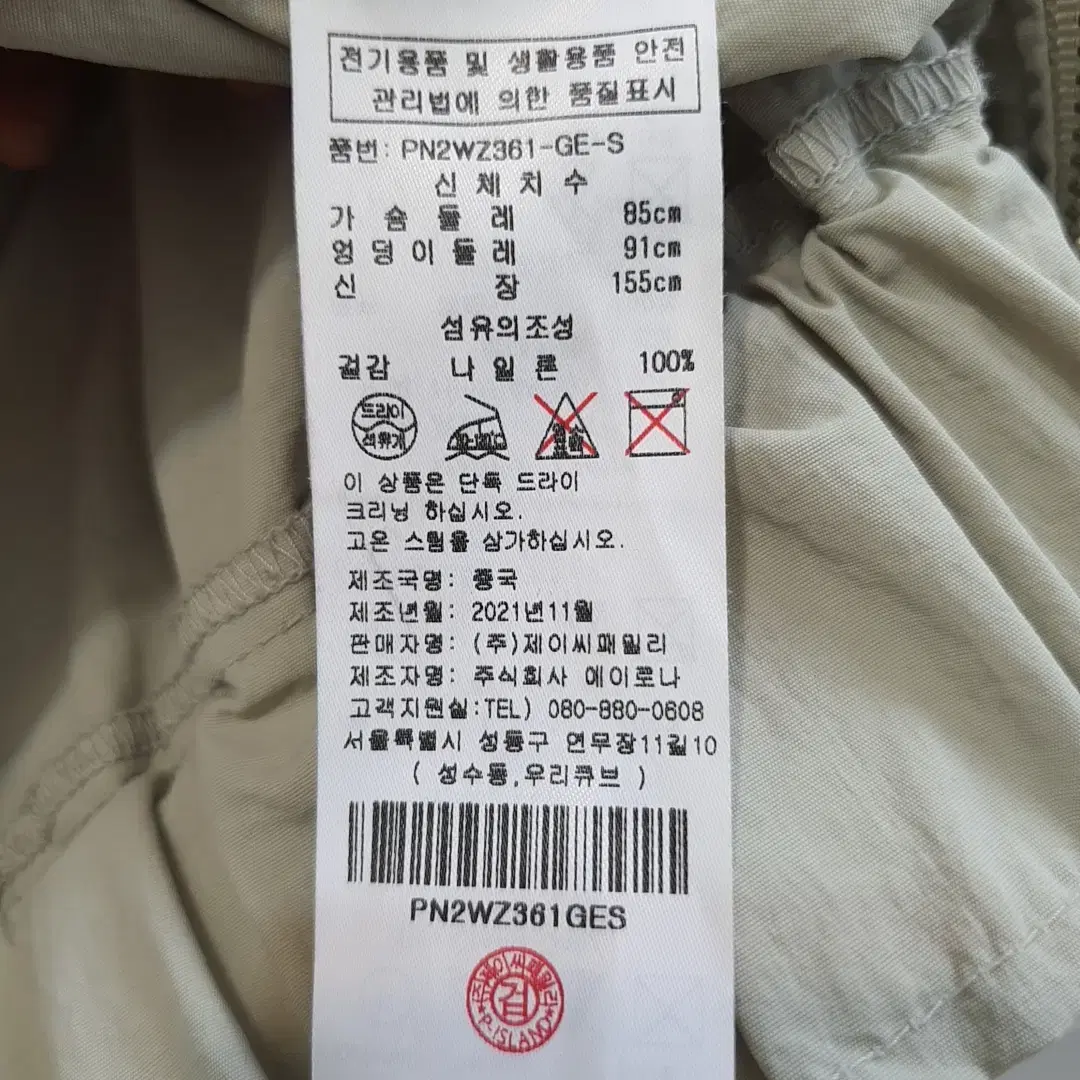 전기용품 및 생활용품 안전
관리법에 의한 품질표시
품번: PN2WZ361-GE-S
신 체 치 수
가 슴 둘 레 85cm
엉 덩 이 둘 레 91cm
신 장 155cm
섬유의조성
겉감 나 일 론 100%
드라이
석유계
이 상품은 단독 드라이
크리닝 하십시오.
고온 스팀을 삼가하십시오.
제조국명: 중국
제조년월: 2021년11월
판매자명: (주)제이씨패밀리
제조자명: 주식회사 에이로나
고객지원실:TEL) 080-880-0608
서울특별시 성동구 연무장11길10
( 성수동,우리큐브 )
PN2WZ361GES
(주)제이씨패밀리
검
P-ISLAND